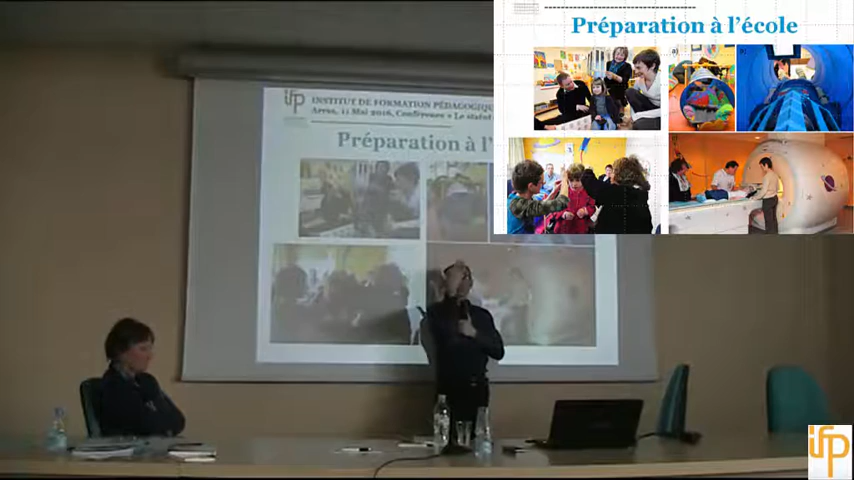 Préparation à l'école
a)
ifp
INSTITUT DE FORMATION PÉDAGOGIQUE
Arras, 11 Mai 2016, Conférence « Le statut
Préparation à l'
ifp